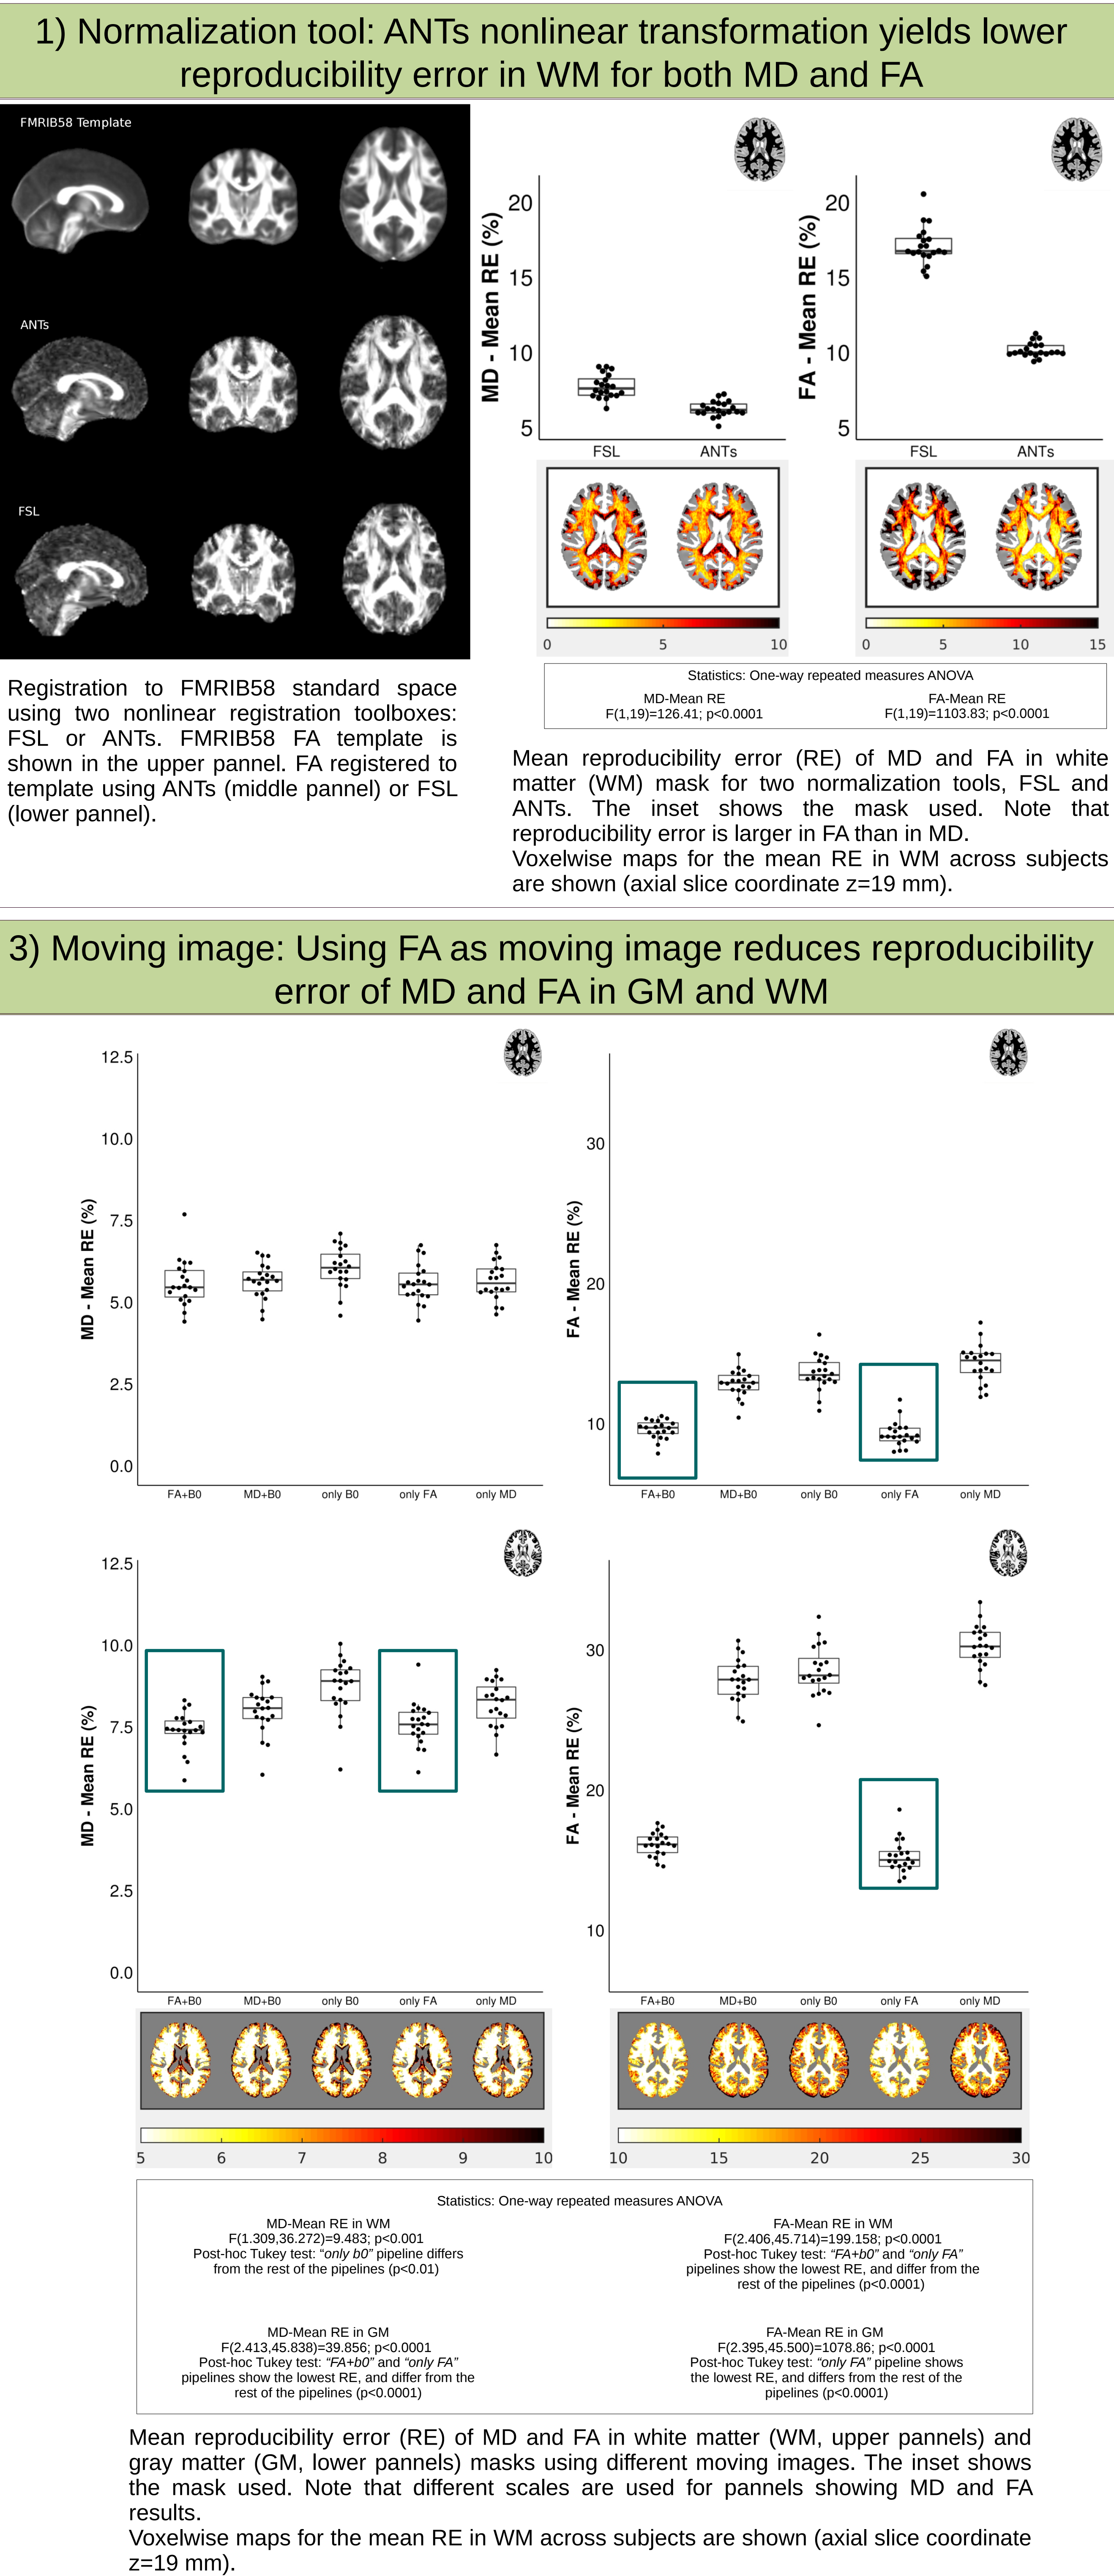 1) Normalization tool: ANTs nonlinear transformation yields lower
reproducibility error in WM for both MD and FA
FMRIB58 Template
ANTs
FSL
MD - Mean RE (%)
20
15
10
5
FSL ANTs
0 5 10
FA - Mean RE (%)
20
15
10
5
FSL ANTs
0 5 10 15
Statistics: One-way repeated measures ANOVA
MD-Mean RE
F(1,19)=126.41; p<0.0001
FA-Mean RE
F(1,19)=1103.83; p<0.0001
Registration to FMRIB58 standard space
using two nonlinear registration toolboxes:
FSL or ANTs. FMRIB58 FA template is
shown in the upper pannel. FA registered to
template using ANTs (middle pannel) or FSL
(lower pannel).
Mean reproducibility error (RE) of MD and FA in white
matter (WM) mask for two normalization tools, FSL and
ANTs. The inset shows the mask used. Note that
reproducibility error is larger in FA than in MD.
Voxelwise maps for the mean RE in WM across subjects
are shown (axial slice coordinate z=19 mm).
3) Moving image: Using FA as moving image reduces reproducibility
error of MD and FA in GM and WM
MD - Mean RE (%)
12.5
10.0
7.5
5.0
2.5
0.0
FA+B0 MD+B0 only B0 only FA only MD
FA - Mean RE (%)
30
20
10
FA+B0 MD+B0 only B0 only FA only MD
MD - Mean RE (%)
12.5
10.0
7.5
5.0
2.5
0.0
FA+B0 MD+B0 only B0 only FA only MD
5 6 7 8 9 10
FA - Mean RE (%)
30
20
10
FA+B0 MD+B0 only B0 only FA only MD
10 15 20 25 30
Statistics: One-way repeated measures ANOVA
MD-Mean RE in WM
F(1.309,36.272)=9.483; p<0.001
Post-hoc Tukey test: “only b0” pipeline differs
from the rest of the pipelines (p<0.01)
FA-Mean RE in WM
F(2.406,45.714)=199.158; p<0.0001
Post-hoc Tukey test: “FA+b0” and “only FA”
pipelines show the lowest RE, and differ from the
rest of the pipelines (p<0.0001)
MD-Mean RE in GM
F(2.413,45.838)=39.856; p<0.0001
Post-hoc Tukey test: “FA+b0” and “only FA”
pipelines show the lowest RE, and differ from the
rest of the pipelines (p<0.0001)
FA-Mean RE in GM
F(2.395,45.500)=1078.86; p<0.0001
Post-hoc Tukey test: “only FA” pipeline shows
the lowest RE, and differs from the rest of the
pipelines (p<0.0001)
Mean reproducibility error (RE) of MD and FA in white matter (WM, upper pannels) and
gray matter (GM, lower pannels) masks using different moving images. The inset shows
the mask used. Note that different scales are used for pannels showing MD and FA
results.
Voxelwise maps for the mean RE in WM across subjects are shown (axial slice coordinate
z=19 mm).